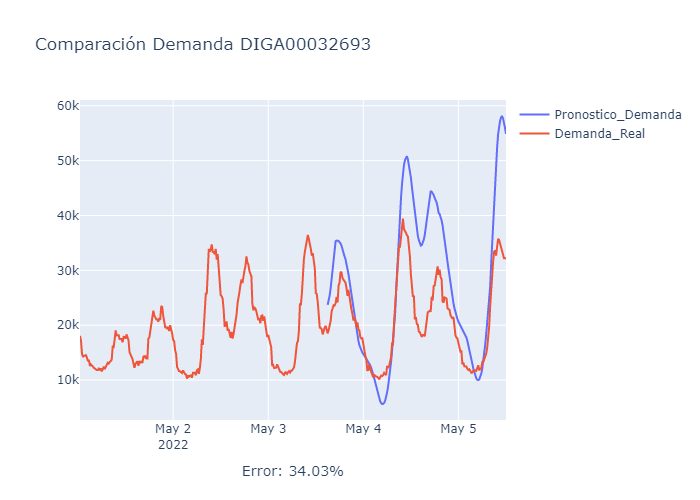 Comparación Demanda DIGA00032693
60k
50k
40k
30k
20k
10k
May 2
2022
May 3
May 4
May 5
Pronostico_Demanda
Demanda_Real
Error: 34.03%